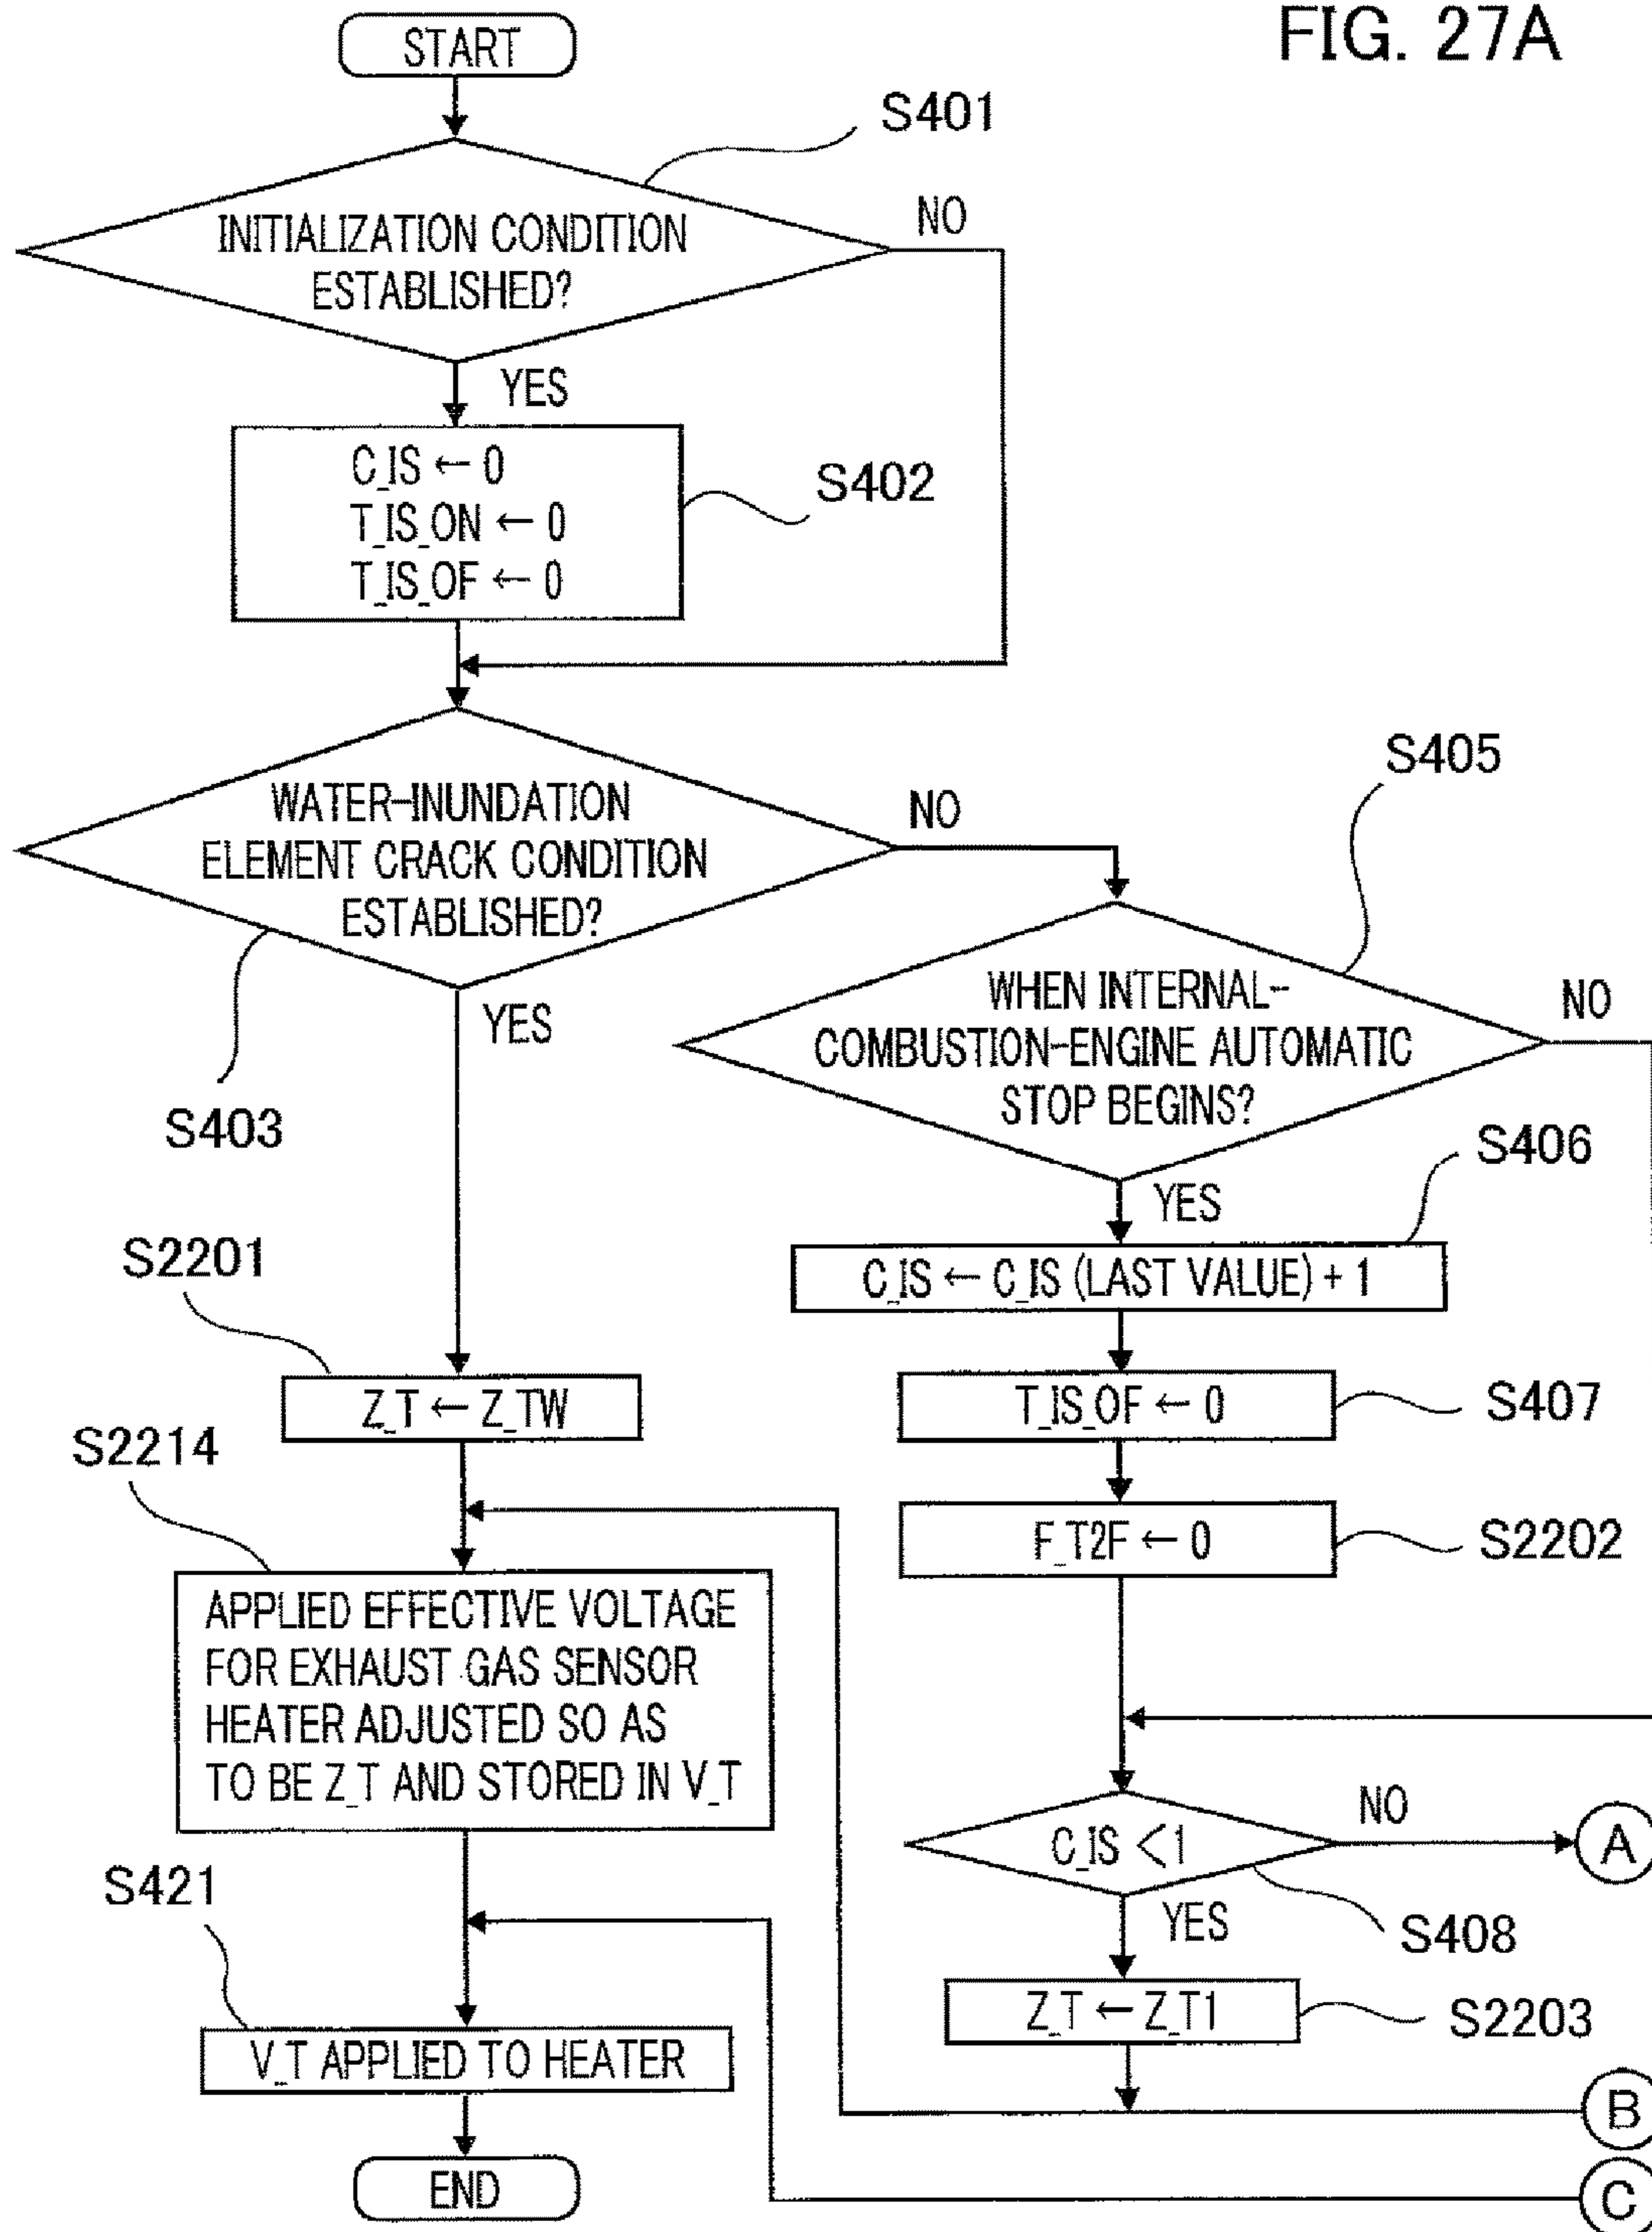 FIG. 27A
START
S401
INITIALIZATION CONDITION
ESTABLISHED?
NO
YES
C_IS ← 0
T_IS_ON ← 0
T_IS_OF ← 0
S402
WATER-INUNDATION
ELEMENT CRACK CONDITION
ESTABLISHED?
NO
YES
S403
S405
WHEN INTERNAL-
COMBUSTION-ENGINE AUTOMATIC
STOP BEGINS?
NO
YES
S406
C_IS ← C_IS (LAST VALUE) + 1
S2201
Z_T ← Z_TW
T_IS_OF ← 0
S407
S2214
F_T2F ← 0
S2202
APPLIED EFFECTIVE VOLTAGE
FOR EXHAUST GAS SENSOR
HEATER ADJUSTED SO AS
TO BE Z_T AND STORED IN V_T
C_IS <1
NO
A
YES
S408
S421
Z_T ← Z_T1
S2203
V_T APPLIED TO HEATER
B
END
C